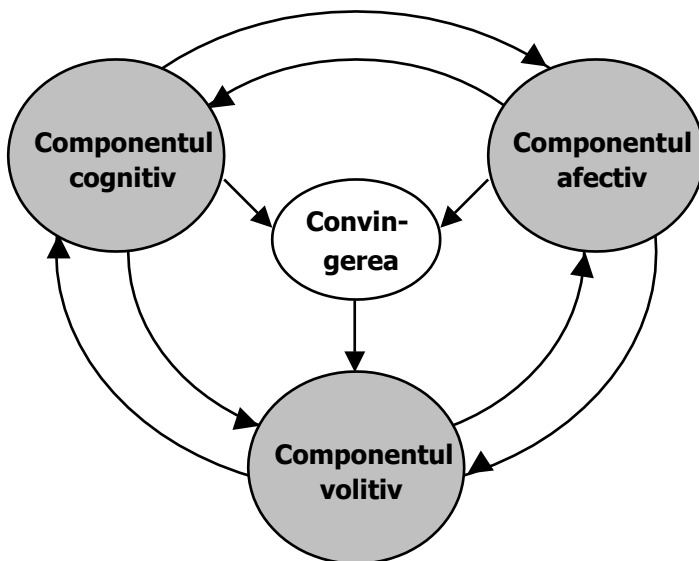 Componentul
cognitiv
Componentul
afectiv
Convin-
gerea
Componentul
volitiv